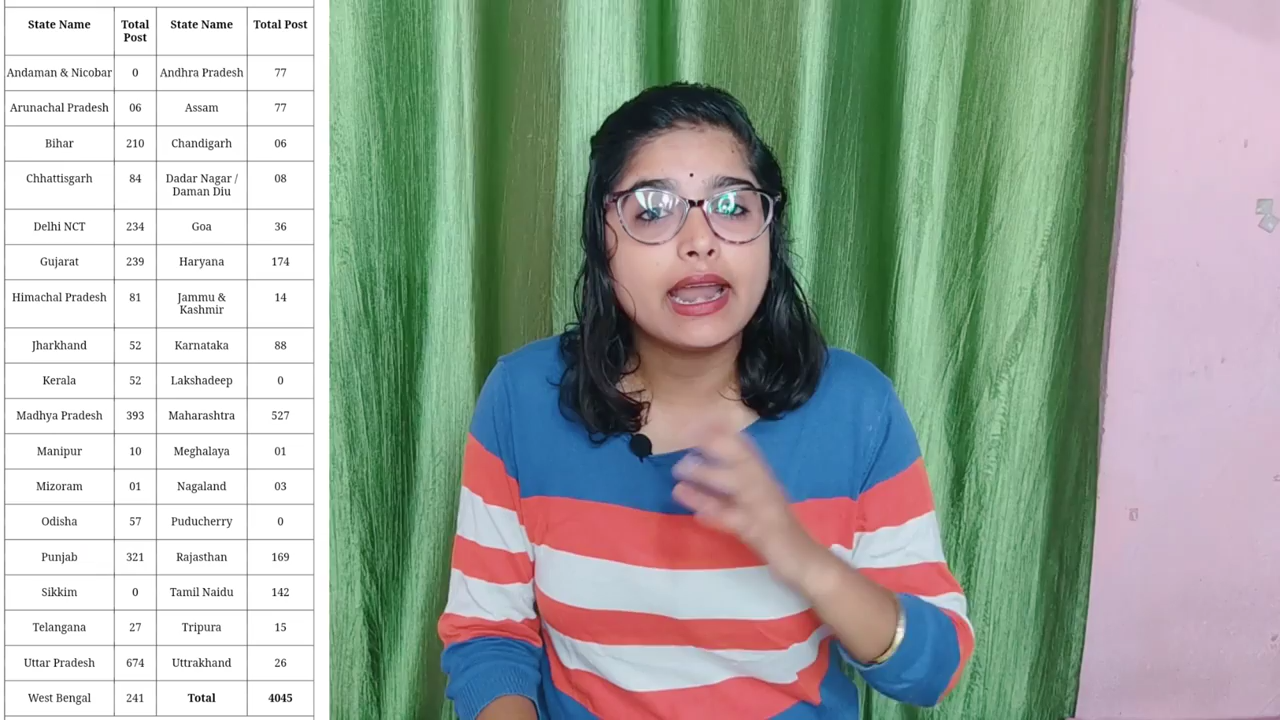 State Name Total Post State Name Total Post
Andaman & Nicobar 0 Andhra Pradesh 77
Arunachal Pradesh 06 Assam 77
Bihar 210 Chandigarh 06
Chhattisgarh 84 Dadar Nagar / Daman Diu 08
Delhi NCT 234 Goa 36
Gujarat 239 Haryana 174
Himachal Pradesh 81 Jammu & Kashmir 14
Jharkhand 52 Karnataka 88
Kerala 52 Lakshadeep 0
Madhya Pradesh 393 Maharashtra 527
Manipur 10 Meghalaya 01
Mizoram 01 Nagaland 03
Odisha 57 Puducherry 0
Punjab 321 Rajasthan 169
Sikkim 0 Tamil Naidu 142
Telangana 27 Tripura 15
Uttar Pradesh 674 Uttrakhand 26
West Bengal 241 Total 4045